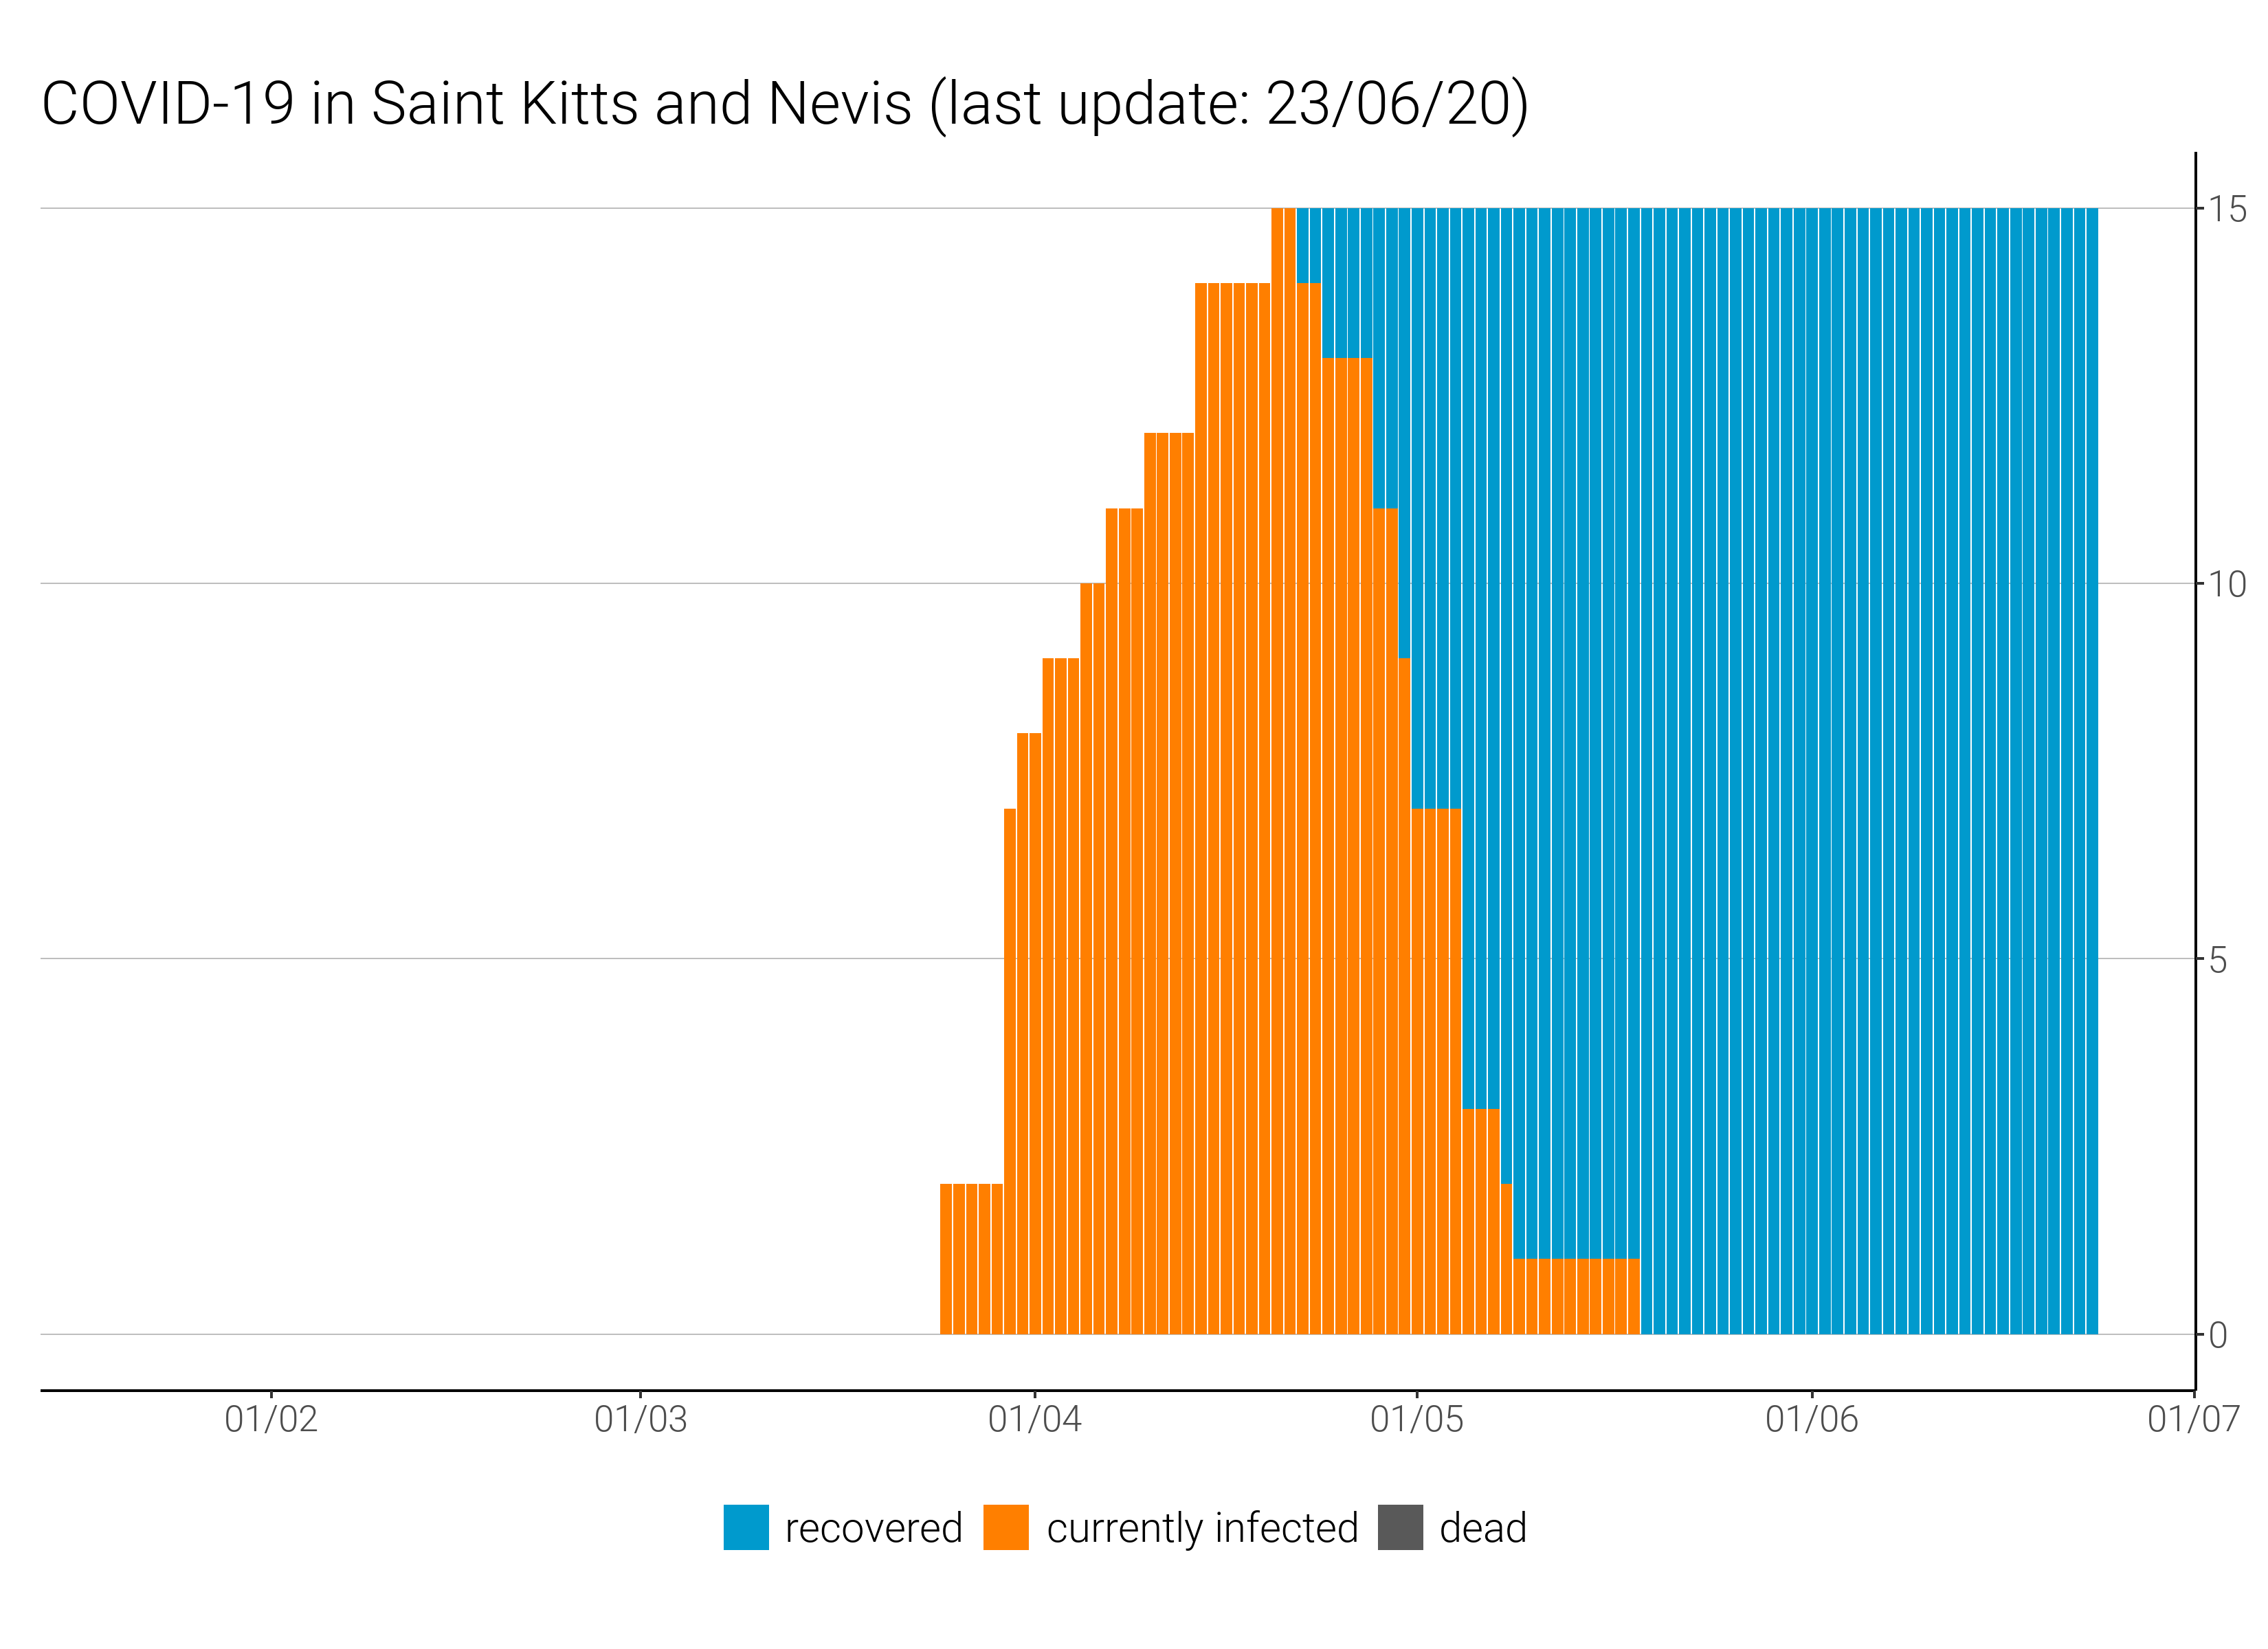 COVID-19 in Saint Kitts and Nevis (last update: 23/06/20)
15
10
5
0
01/02 01/03 01/04 01/05 01/06 01/07
recovered currently infected dead